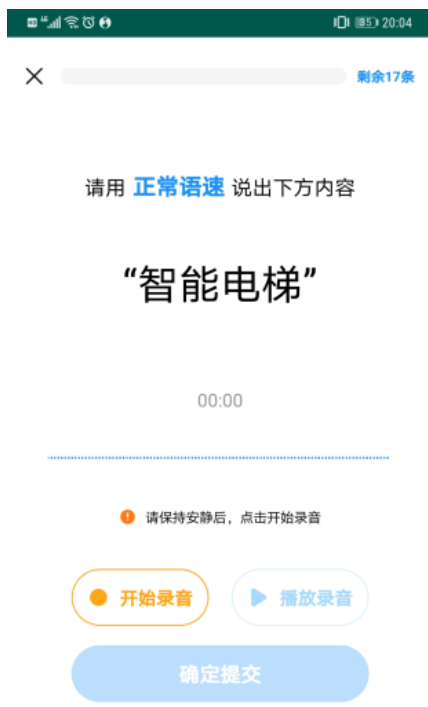 46 85 20:04
剩余17条
请用 正常语速 说出下方内容
“智能电梯”
00:00
请保持安静后，点击开始录音
开始录音 播放录音
确定提交